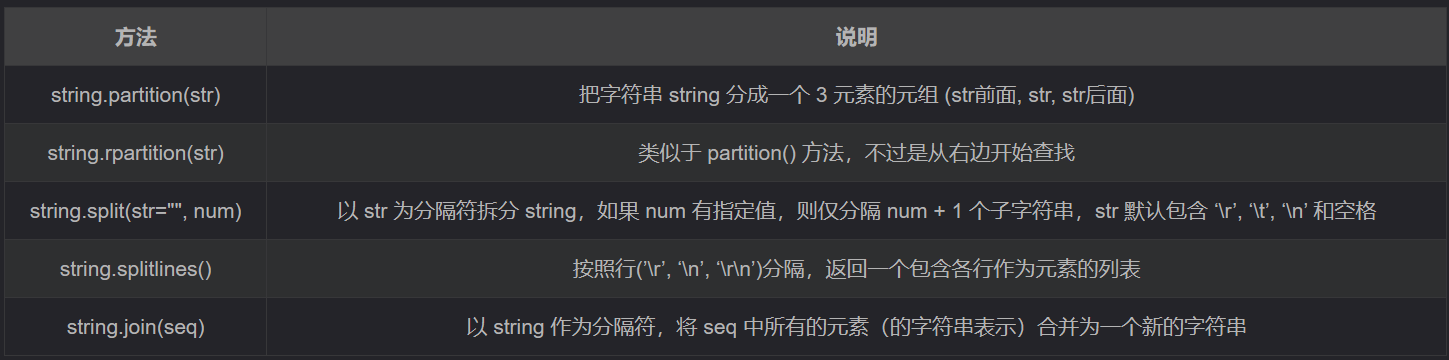 方法 说明
string.partition(str) 把字符串 string 分成一个 3 元素的元组 (str前面, str, str后面)
string.rpartition(str) 类似于 partition() 方法，不过是从右边开始查找
string.split(str="", num) 以 str 为分隔符拆分 string，如果 num 有指定值，则仅分隔 num + 1 个子字符串，str 默认包含 ‘\r’, ‘\t’, ‘\n’ 和空格
string.splitlines() 按照行(’\r’, ‘\n’, ‘\r\n’)分隔，返回一个包含各行作为元素的列表
string.join(seq) 以 string 作为分隔符，将 seq 中所有的元素（的字符串表示）合并为一个新的字符串